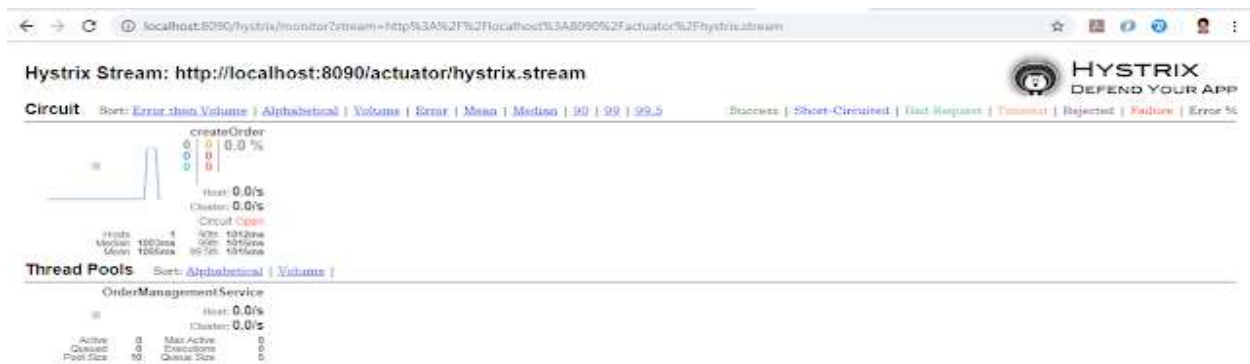 localhost:8090/hystrix/monitor?stream=http%3A%2F%2Flocalhost%3A8090%2Factuator%2Fhystrix.stream
Hystrix Stream: http://localhost:8090/actuator/hystrix.stream
HYSTRIX
DEFEND YOUR APP
Circuit Sort: Error then Volume | Alphabetical | Volume | Error | Mean | Median | 90 | 99 | 99.5
Success | Short-Circuited | Bad Request | Timeout | Rejected | Failure | Error %
createOrder
0 0 0.0 %
0 0
0 0
Host: 0.0/s
Cluster: 0.0/s
Circuit Open
Hosts 1 90th 1012ms
Median 1003ms 99th
Mean 99.5th
Thread Pools Sort: Alphabetical | Volume |
OrderManagementService
Host: 0.0/s
Cluster: 0.0/s
Active 0 Max Active 0
Queued 0 Executions 0
Pool Size 10 Queue Size 5